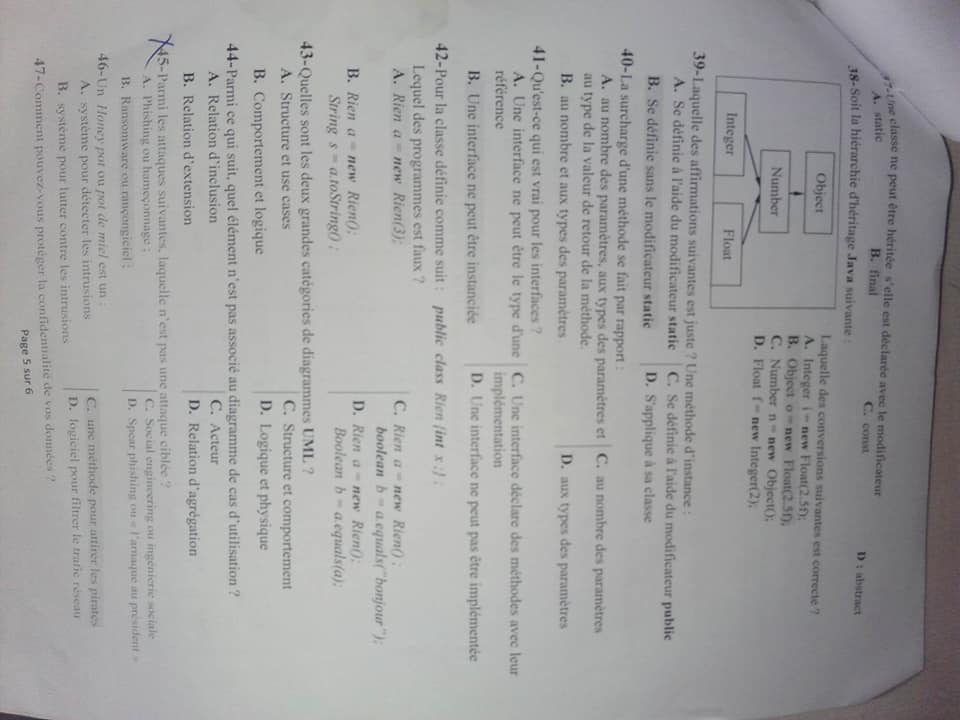 37-Une classe ne peut être héritée s'elle est déclarée avec le modificateur
A. static B. final C. const D : abstract
38-Soit la hiérarchie d'héritage Java suivante :
Object
Number
Integer Float
Laquelle des conversions suivantes est correcte ?
A. Integer i = new Float(2.5f);
B. Object o = new Float(2.5f);
C. Number n = new Object();
D. Float f = new Integer(2);
39-Laquelle des affirmations suivantes est juste ? Une méthode d'instance :
A. Se définie à l'aide du modificateur static
B. Se définie sans le modificateur static
C. Se définie à l'aide du modificateur public
D. S'applique à sa classe
40-La surcharge d'une méthode se fait par rapport :
A. au nombre des paramètres, aux types des paramètres et
au type de la valeur de retour de la méthode.
B. au nombre et aux types des paramètres
C. au nombre des paramètres
D. aux types des paramètres
41-Qu'est-ce qui est vrai pour les interfaces ?
A. Une interface ne peut être le type d'une
référence
B. Une interface ne peut être instanciée
C. Une interface déclare des méthodes avec leur
implémentation
D. Une interface ne peut pas être implémentée
42-Pour la classe définie comme suit : public class Rien {int x ;} ;
Lequel des programmes est faux ?
A. Rien a = new Rien(3);
B. Rien a = new Rien();
String s = a.toString() ;
C. Rien a = new Rien() ;
boolean b = a.equals("bonjour");
D. Rien a = new Rien();
Boolean b = a.equals(a);
43-Quelles sont les deux grandes catégories de diagrammes UML ?
A. Structure et use cases
B. Comportement et logique
C. Structure et comportement
D. Logique et physique
44-Parmi ce qui suit, quel élément n'est pas associé au diagramme de cas d'utilisation ?
A. Relation d'inclusion
B. Relation d'extension
C. Acteur
D. Relation d'agrégation
45-Parmi les attaques suivantes, laquelle n'est pas une attaque ciblée ?
A. Phishing ou hameçonnage ;
B. Ransomware ou rançongiciel ;
C. Social engineering ou ingénierie sociale
D. Spear phishing ou « l'arnaque au président »
46-Un Honey pot ou pot de miel est un :
A. système pour détecter les intrusions
B. système pour lutter contre les intrusions
C. une méthode pour attirer les pirates
D. logiciel pour filtrer le trafic réseau
47-Comment pouvez-vous protéger la confidentialité de vos données ?
Page 5 sur 6